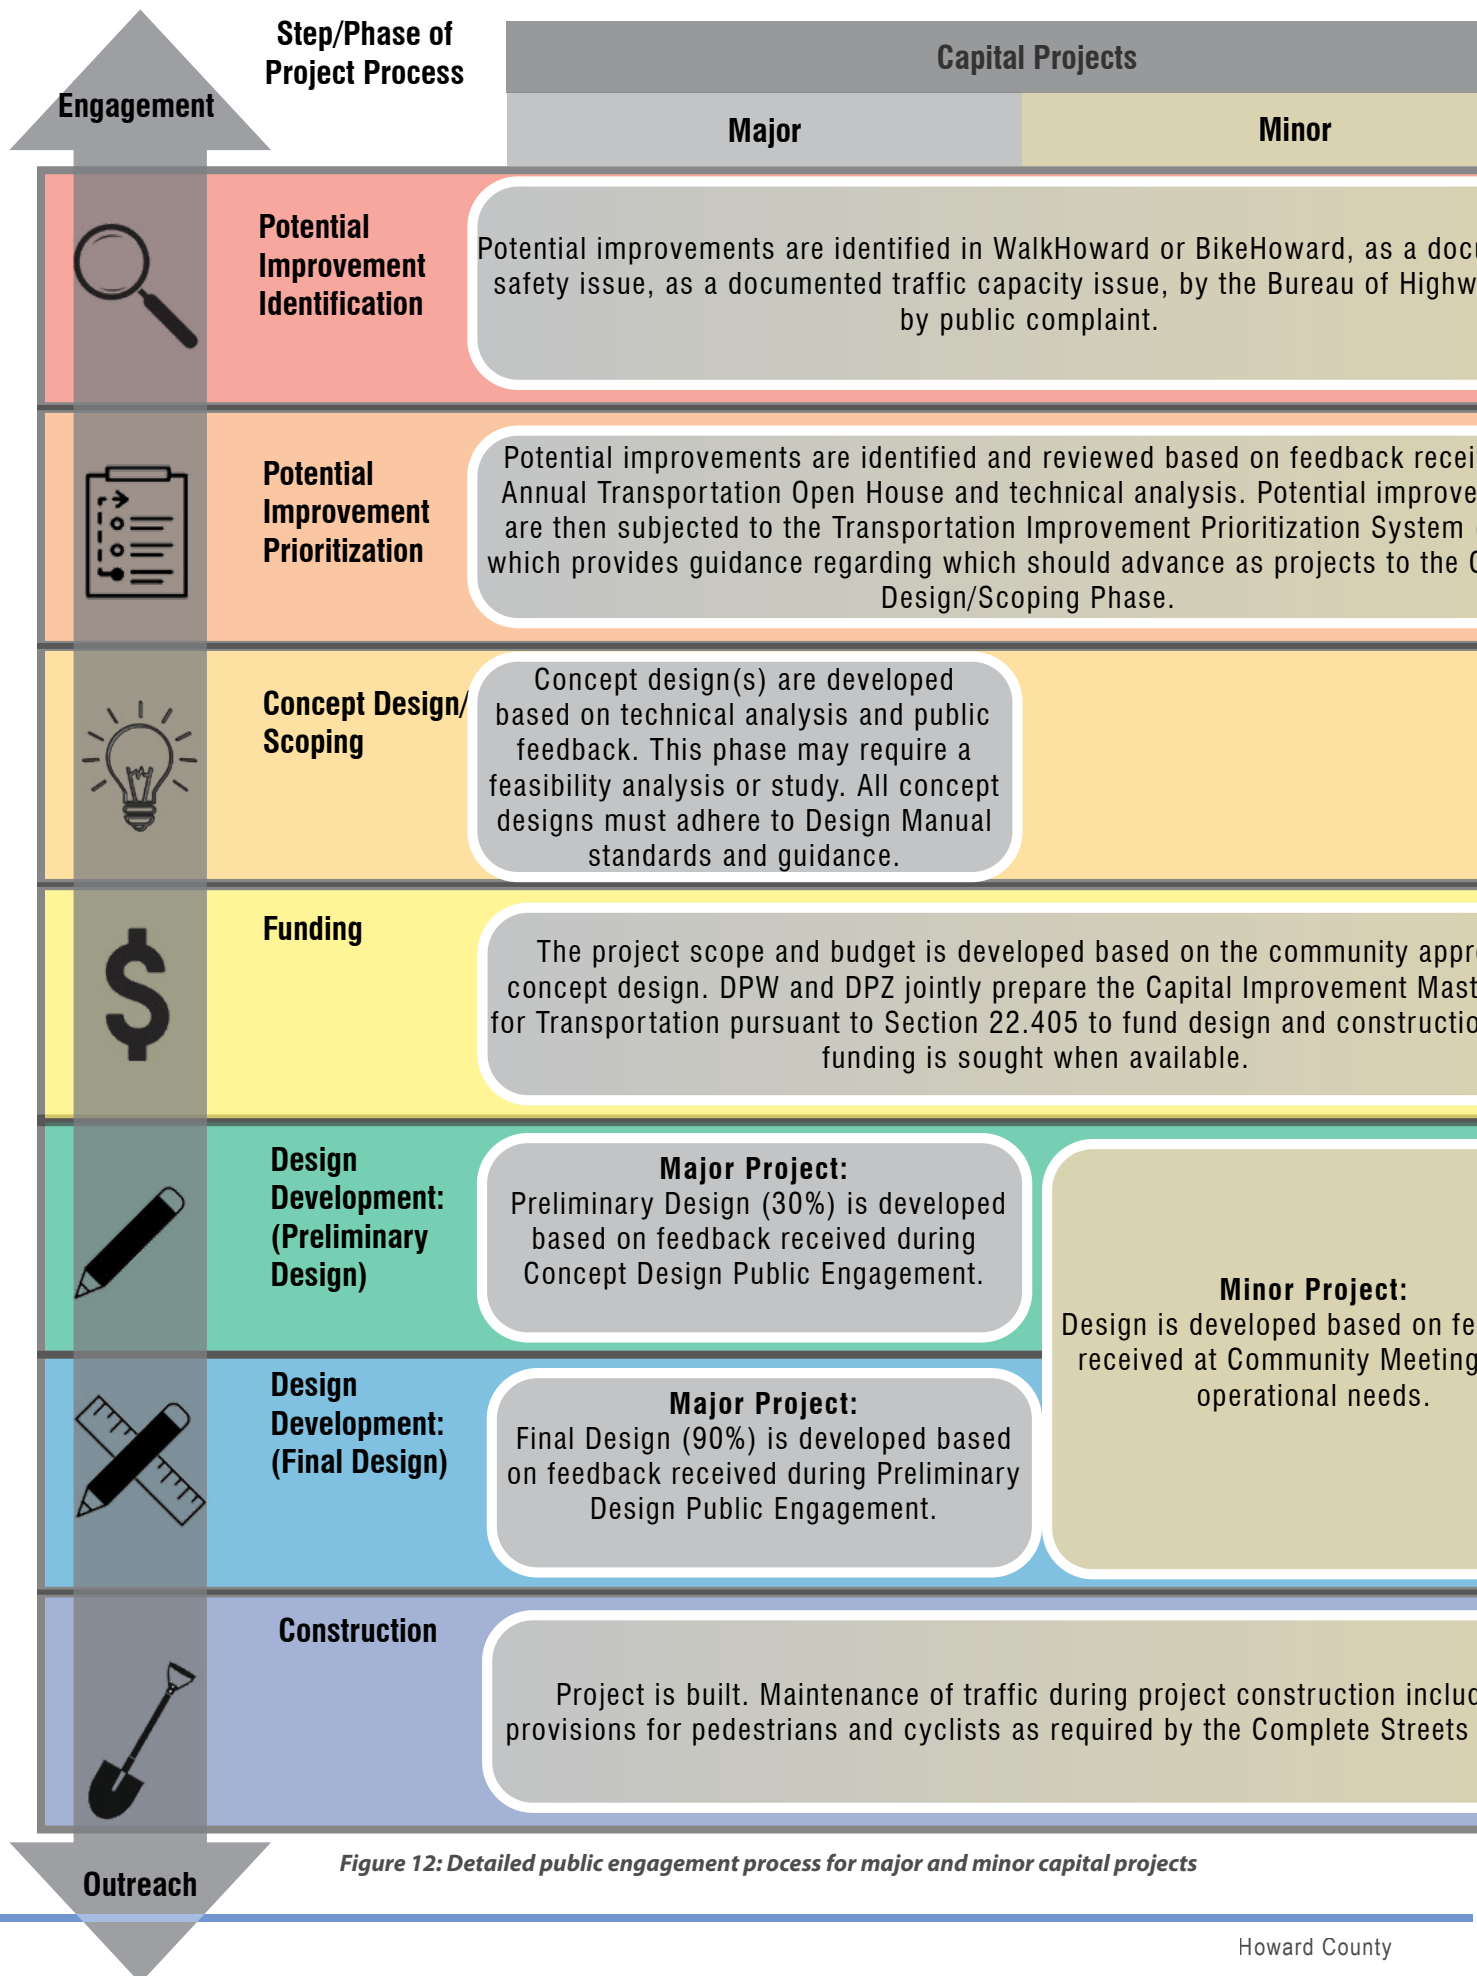 Engagement
Step/Phase of
Project Process
Capital Projects
Major
Minor
Potential
Improvement
Identification
Potential improvements are identified in WalkHoward or BikeHoward, as a
safety issue, as a documented traffic capacity issue, by the Bureau of
by public complaint.
Potential
Improvement
Prioritization
Potential improvements are identified and reviewed based on feedback
Annual Transportation Open House and technical analysis. Potential
are then subjected to the Transportation Improvement Prioritization System
which provides guidance regarding which should advance as projects to the
Design/Scoping Phase.
Concept Design/
Scoping
Concept design(s) are developed
based on technical analysis and public
feedback. This phase may require a
feasibility analysis or study. All concept
designs must adhere to Design Manual
standards and guidance.
Funding
The project scope and budget is developed based on the community
concept design. DPW and DPZ jointly prepare the Capital Improvement
for Transportation pursuant to Section 22.405 to fund design and
funding is sought when available.
Design
Development:
(Preliminary
Design)
Major Project:
Preliminary Design (30%) is developed
based on feedback received during
Concept Design Public Engagement.
Minor Project:
Design is developed based on
received at Community Meeting
operational needs.
Design
Development:
(Final Design)
Major Project:
Final Design (90%) is developed based
on feedback received during Preliminary
Design Public Engagement.
Construction
Project is built. Maintenance of traffic during project construction
provisions for pedestrians and cyclists as required by the Complete Streets
Outreach
Figure 12: Detailed public engagement process for major and minor capital projects
Howard County